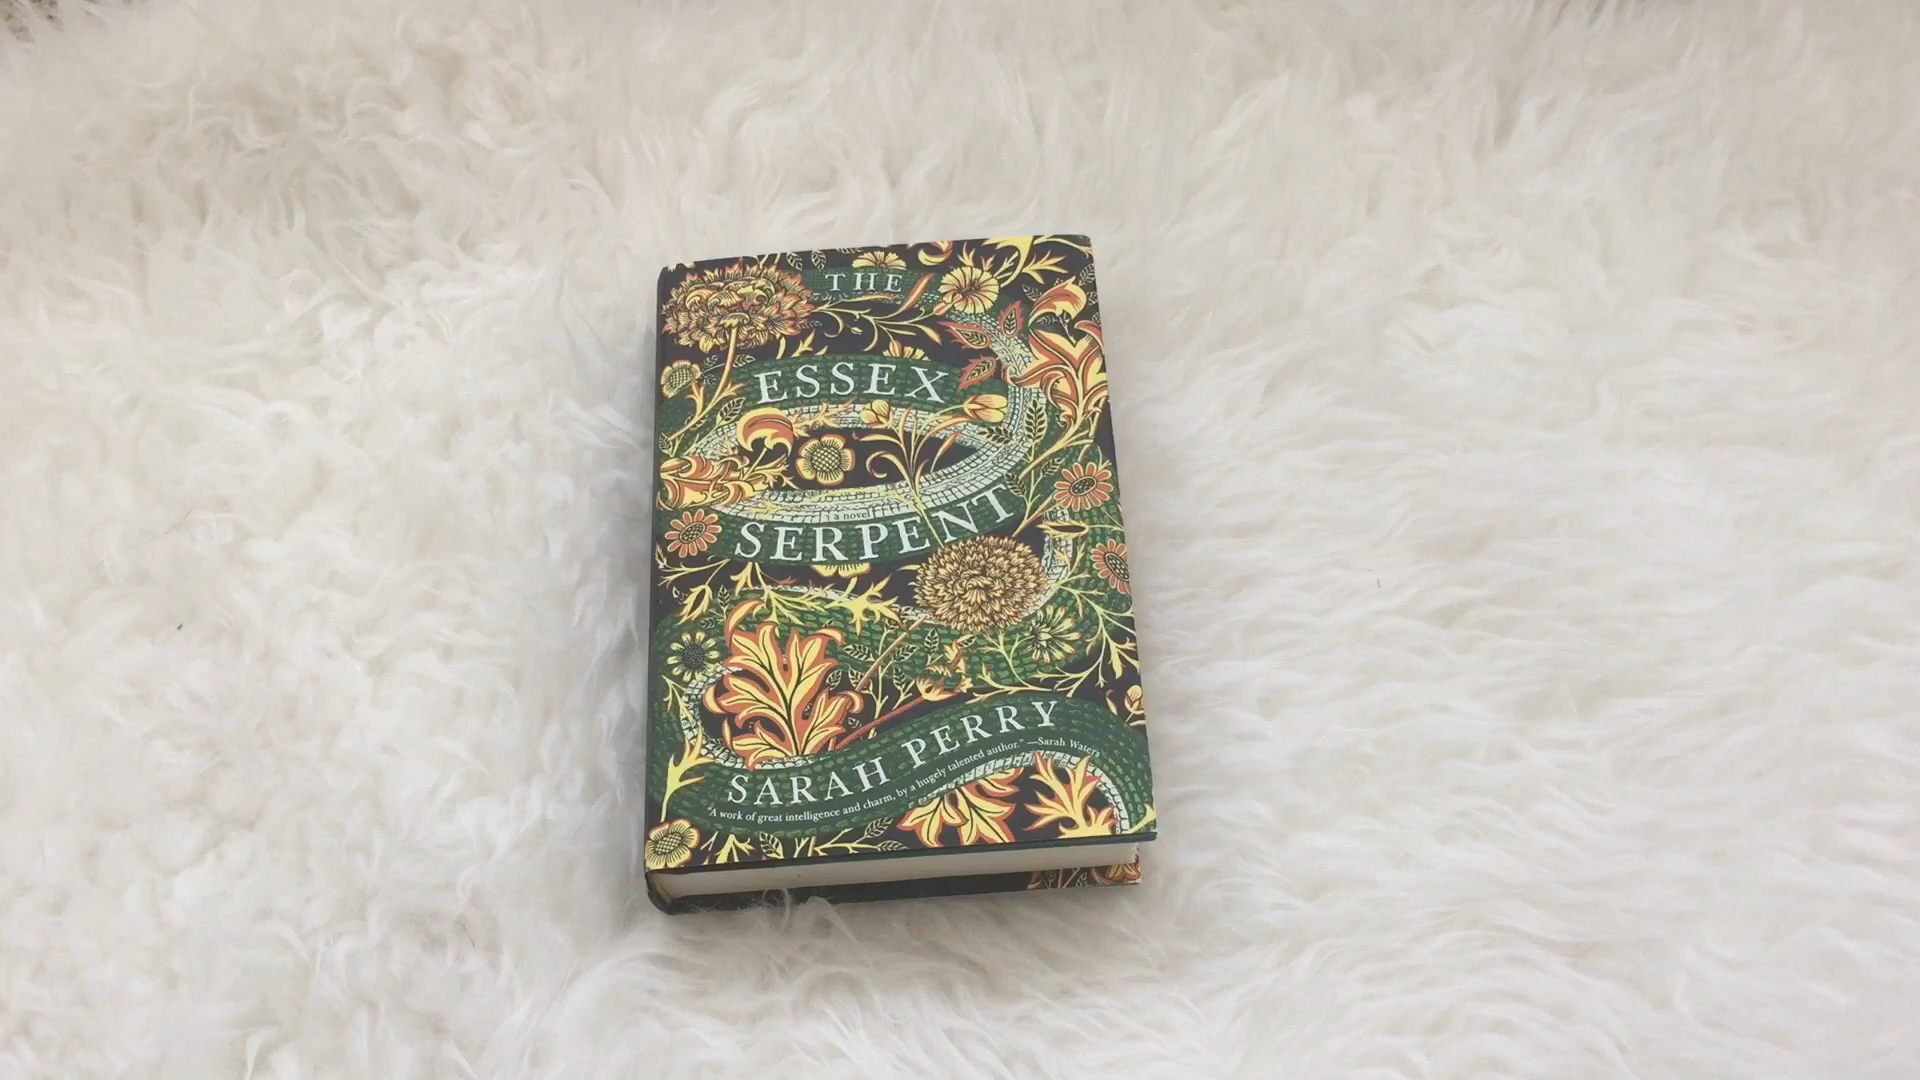 THE
ESSEX
a novel
SERPENT
SARAH PERRY
"A work of great intelligence and charm, by a hugely talented author." —Sarah Waters